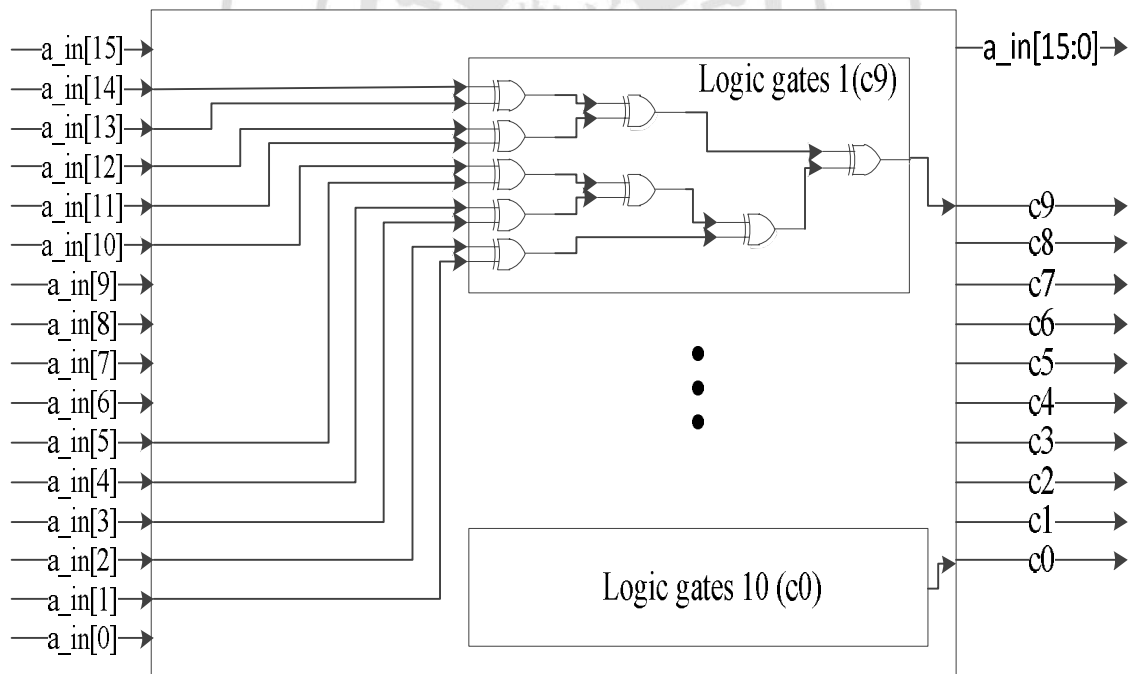 a_in[15]
a_in[15:0]
Logic gates 1(c9)
a_in[14]
a_in[13]
a_in[12]
a_in[11]
c9
a_in[10]
c8
a_in[9]
c7
a_in[8]
c6
a_in[7]
c5
a_in[6]
c4
a_in[5]
c3
a_in[4]
c2
a_in[3]
c1
a_in[2]
c0
a_in[1]
Logic gates 10 (c0)
a_in[0]